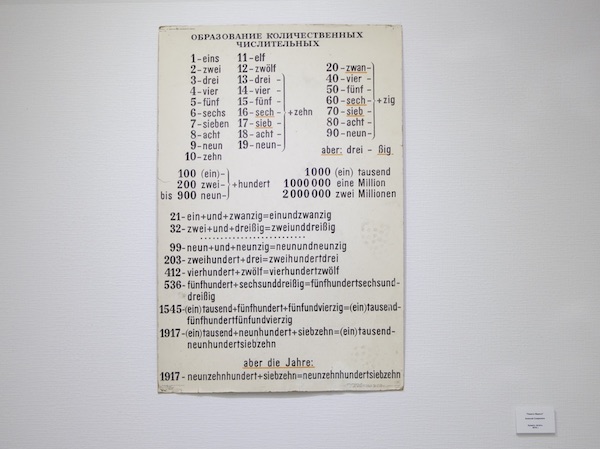 ОБРАЗОВАНИЕ КОЛИЧЕСТВЕННЫХ
ЧИСЛИТЕЛЬНЫХ
1-eins
2-zwei
3-drei
4-vier
5-fünf
6-sechs
7-sieben
8-acht
9-neun
10-zehn
11-elf
12-zwölf
13-drei -
14-vier -
15-fünf -
16-sech -
17-sieb -
18-acht -
19-neun-
+zehn
20-zwan-
40-vier -
50-fünf -
60-sech -
70-sieb -
80-acht -
90-neun-
+zig
aber: drei - ßig
100 (ein)-
200 zwei-
bis 900 neun-
+hundert
1000 (ein) tausend
1000000 eine Million
2000000 zwei Millionen
21-ein+und+zwanzig=einundzwanzig
32-zwei+und+dreißig=zweiunddreißig
99-neun+und+neunzig=neunundneunzig
203-zweihundert+drei=zweihundertdrei
412-vierhundert+zwölf=vierhundertzwölf
536-fünfhundert+sechsunddreißig=fünfhundertsechsund-
dreißig
1545-(ein)tausend+fünfhundert+fünfundvierzig=(ein)tausend-
fünfhundertfünfundvierzig
1917-(ein)tausend+neunhundert+siebzehn=(ein)tausend-
neunhundertsiebzehn
aber die Jahre:
1917-neunzehnhundert+siebzehn=neunzehnhundertsiebzehn